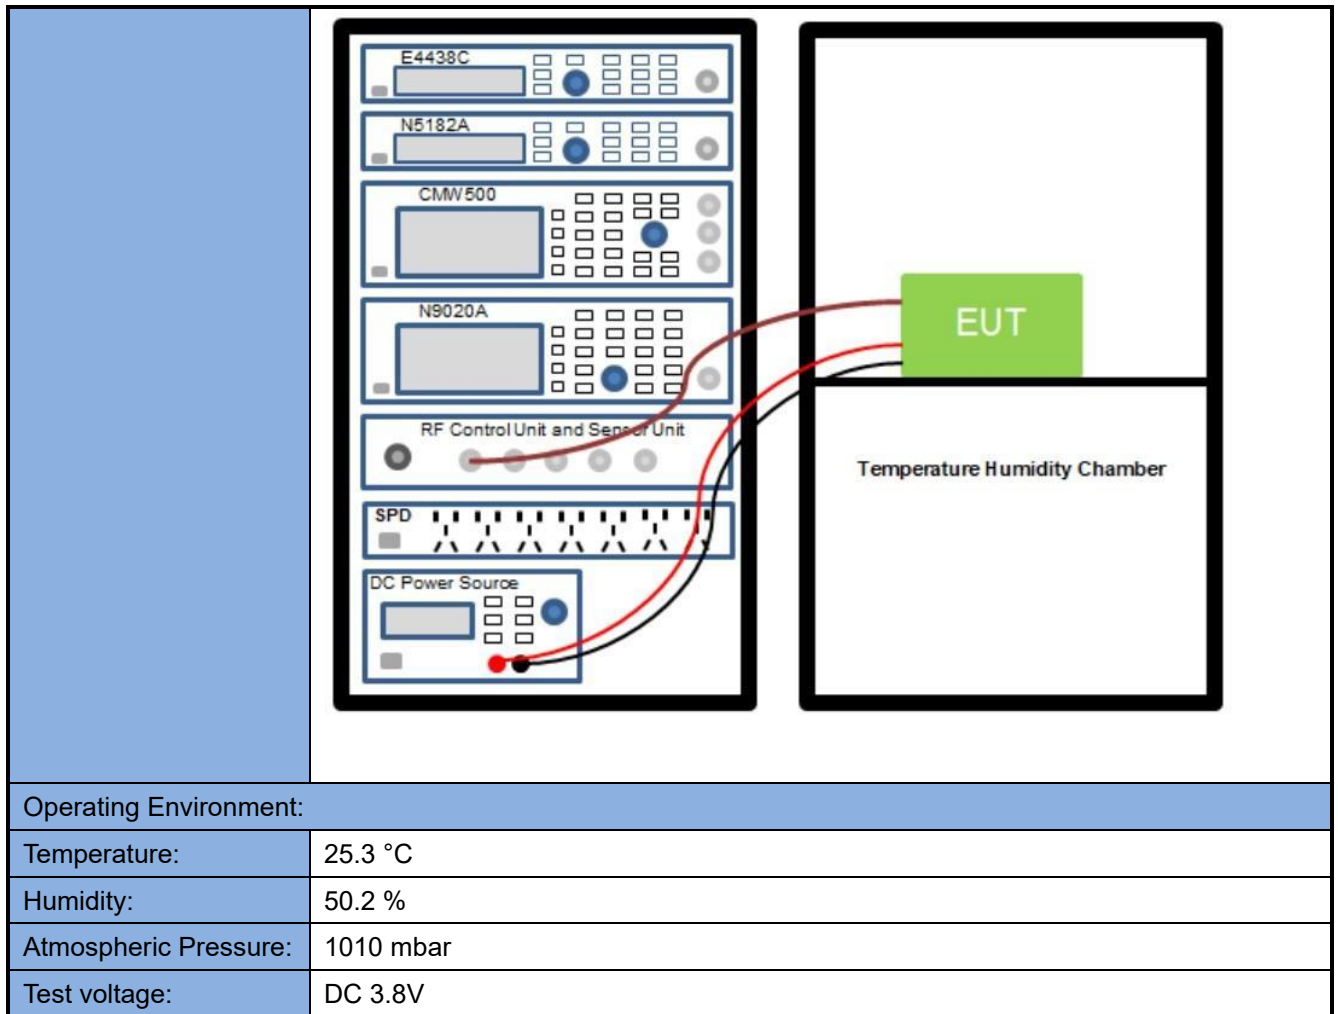 E4438C
N5182A
CMW500
N9020A
RF Control Unit and Sensor Unit
SPD
DC Power Source
EUT
Temperature Humidity Chamber
Operating Environment:
Temperature: 25.3 °C
Humidity: 50.2 %
Atmospheric Pressure: 1010 mbar
Test voltage: DC 3.8V